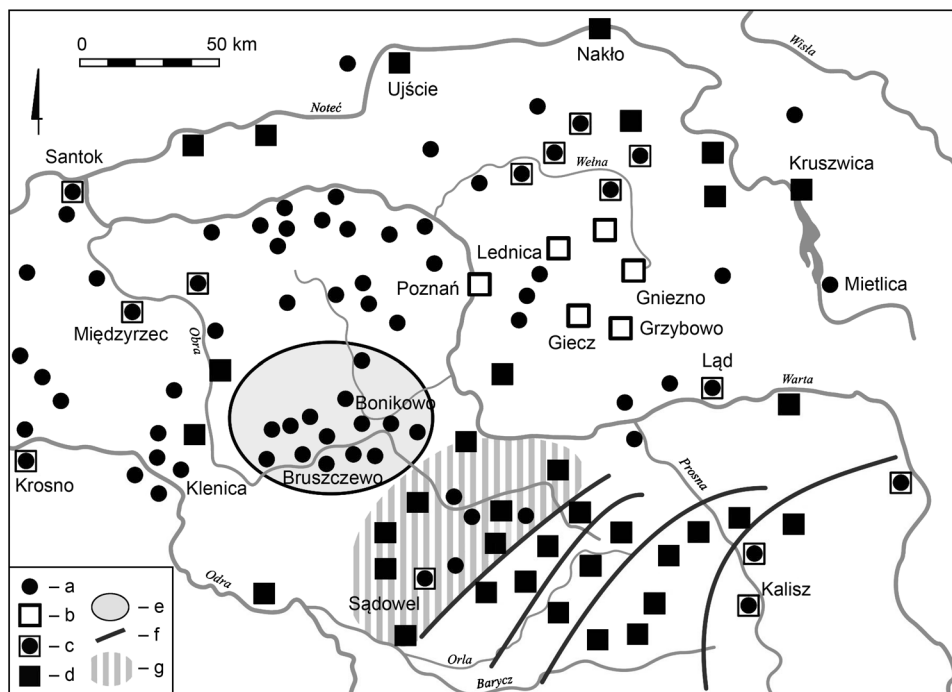 0 50 km
Nakło
Wisła
Ujście
Noteć
Santok
Wełna
Kruszwica
Lednica
Poznań
Gniezno
Mietlica
Międzyrzec
Obra
Giecz
Grzybowo
Ląd
Warta
Bonikowo
Krosno
Klenica
Bruszczewo
Prosna
Odra
Sądowel
Kalisz
Orla
Barycz
– a
– b
– c
– d
– e
– f
– g